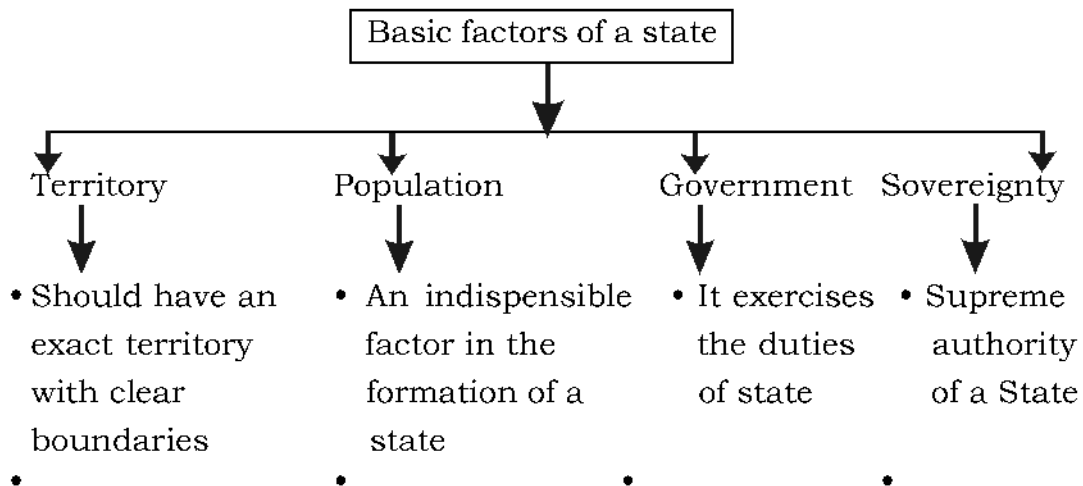 Basic factors of a state
Territory
• Should have an
exact territory
with clear
boundaries
•
Population
• An indispensible
factor in the
formation of a
state
•
Government
• It exercises
the duties
of state
•
Sovereignty
• Supreme
authority
of a State
•